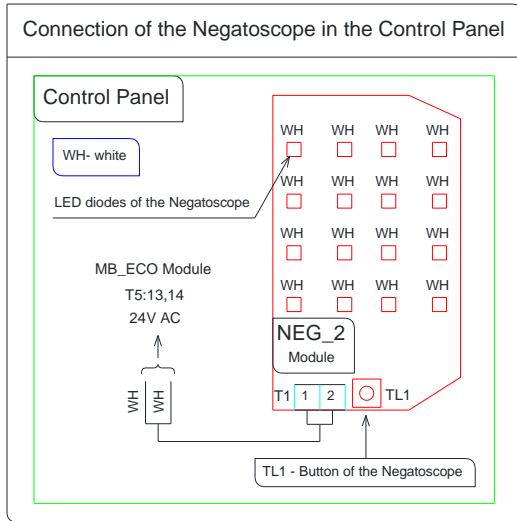 Connection of the Negatoscope in the Control Panel
Control Panel
WH- white
LED diodes of the Negatoscope
WH WH WH WH
WH WH WH WH
WH WH WH WH
WH WH WH WH
MB_ECO Module
T5:13,14
24V AC
NEG_2
Module
T1 1 2 TL1
WH
WH
TL1 - Button of the Negatoscope